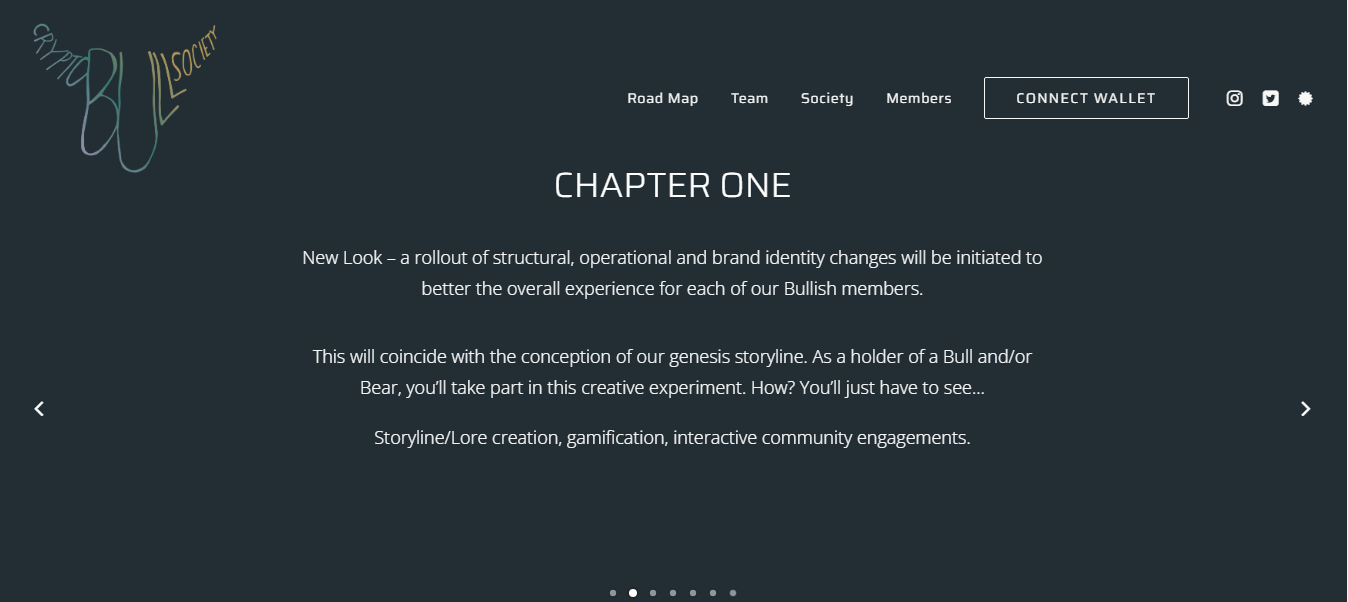 CRYPTO BULL SOCIETY
Road Map Team Society Members CONNECT WALLET
CHAPTER ONE
New Look – a rollout of structural, operational and brand identity changes will be initiated to
better the overall experience for each of our Bullish members.
This will coincide with the conception of our genesis storyline. As a holder of a Bull and/or
Bear, you’ll take part in this creative experiment. How? You’ll just have to see...
Storyline/Lore creation, gamification, interactive community engagements.